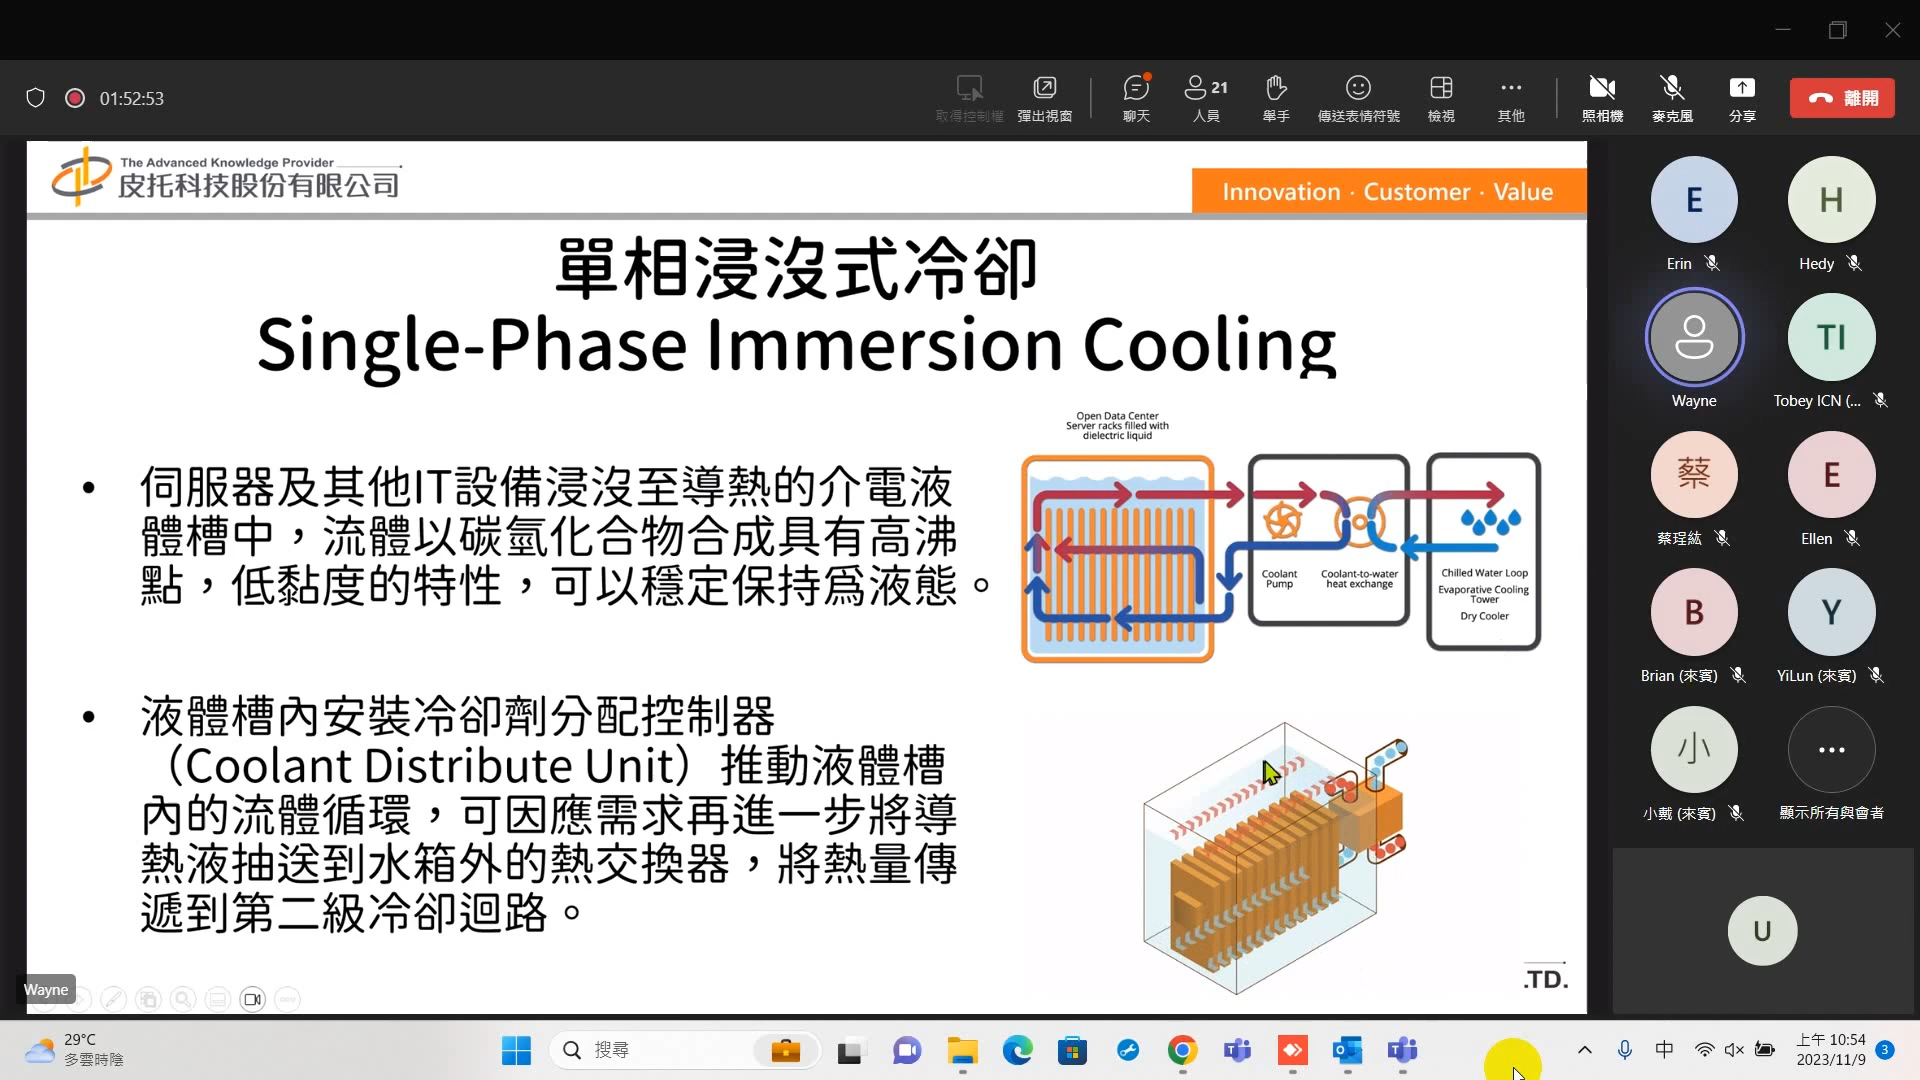 01:52:53
取得控制權
彈出視窗
聊天
21
人員
舉手
傳送表情符號
檢視
其他
照相機
麥克風
分享
離開
The Advanced Knowledge Provider
皮托科技股份有限公司
Innovation · Customer · Value
單相浸沒式冷卻
Single-Phase Immersion Cooling
• 伺服器及其他IT設備浸沒至導熱的介電液
體槽中，流體以碳氫化合物合成具有高沸
點，低黏度的特性，可以穩定保持為液態。
• 液體槽內安裝冷卻劑分配控制器
（Coolant Distribute Unit）推動液體槽
內的流體循環，可因應需求再進一步將導
熱液抽送到水箱外的熱交換器，將熱量傳
遞到第二級冷卻迴路。
Open Data Center
Server racks filled with
dielectric liquid
Coolant
Pump
Coolant-to-water
heat exchange
Chilled Water Loop
Evaporative Cooling
Tower
Dry Cooler
.TD.
Wayne
E
Erin
H
Hedy
Wayne
TI
Tobey ICN (...
蔡
蔡珵紘
E
Ellen
B
Brian (來賓)
Y
YiLun (來賓)
小
小戴 (來賓)
顯示所有與會者
U
29°C
多雲時陰
搜尋
中
上午 10:54
2023/11/9
3